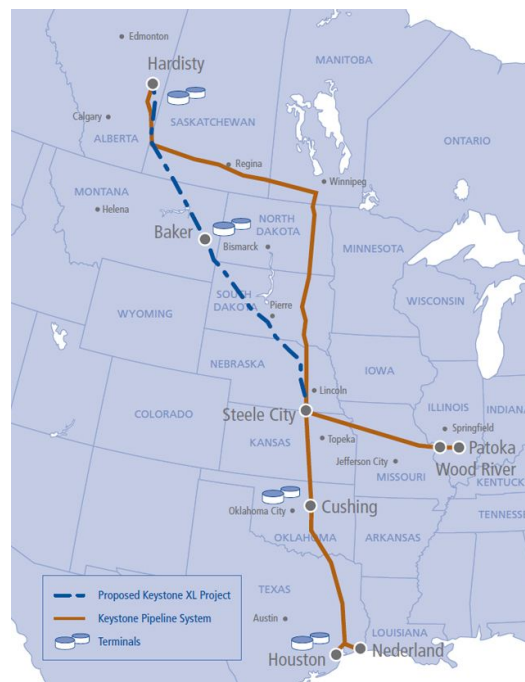 Edmonton
Hardisty
MANITOBA
Calgary
SASKATCHEWAN
ALBERTA
ONTARIO
Regina
Winnipeg
MONTANA
Helena
NORTH
DAKOTA
Baker
Bismarck
MINNESOTA
SOUTH
DAKOTA
Pierre
WISCONSIN
WYOMING
NEBRASKA
IOWA
Lincoln
Steele City
ILLINOIS
INDIANA
COLORADO
Springfield
KANSAS
Topeka
Patoka
Jefferson City
Wood River
MISSOURI
KENTUCKY
Oklahoma City
Cushing
TENNESSEE
OKLAHOMA
ARKANSAS
Proposed Keystone XL Project
Keystone Pipeline System
Terminals
TEXAS
Austin
LOUISIANA
Houston
Nederland